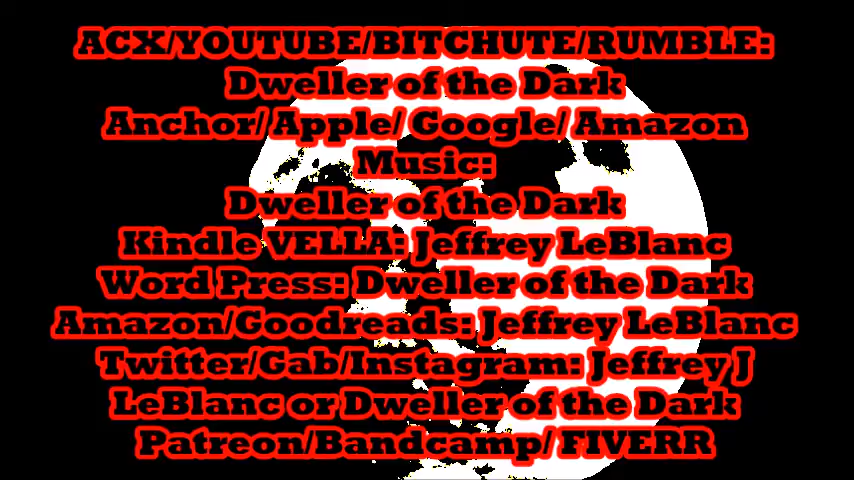 ACX/YOUTUBE/BITCHUTE/RUMBLE:
Dweller of the Dark
Anchor/ Apple/ Google/ Amazon
Music:
Dweller of the Dark
Kindle VELLA: Jeffrey LeBlanc
Word Press: Dweller of the Dark
Amazon/Goodreads: Jeffrey LeBlanc
Twitter/Gab/Instagram: Jeffrey J
LeBlanc or Dweller of the Dark
Patreon/Bandcamp/ FIVERR